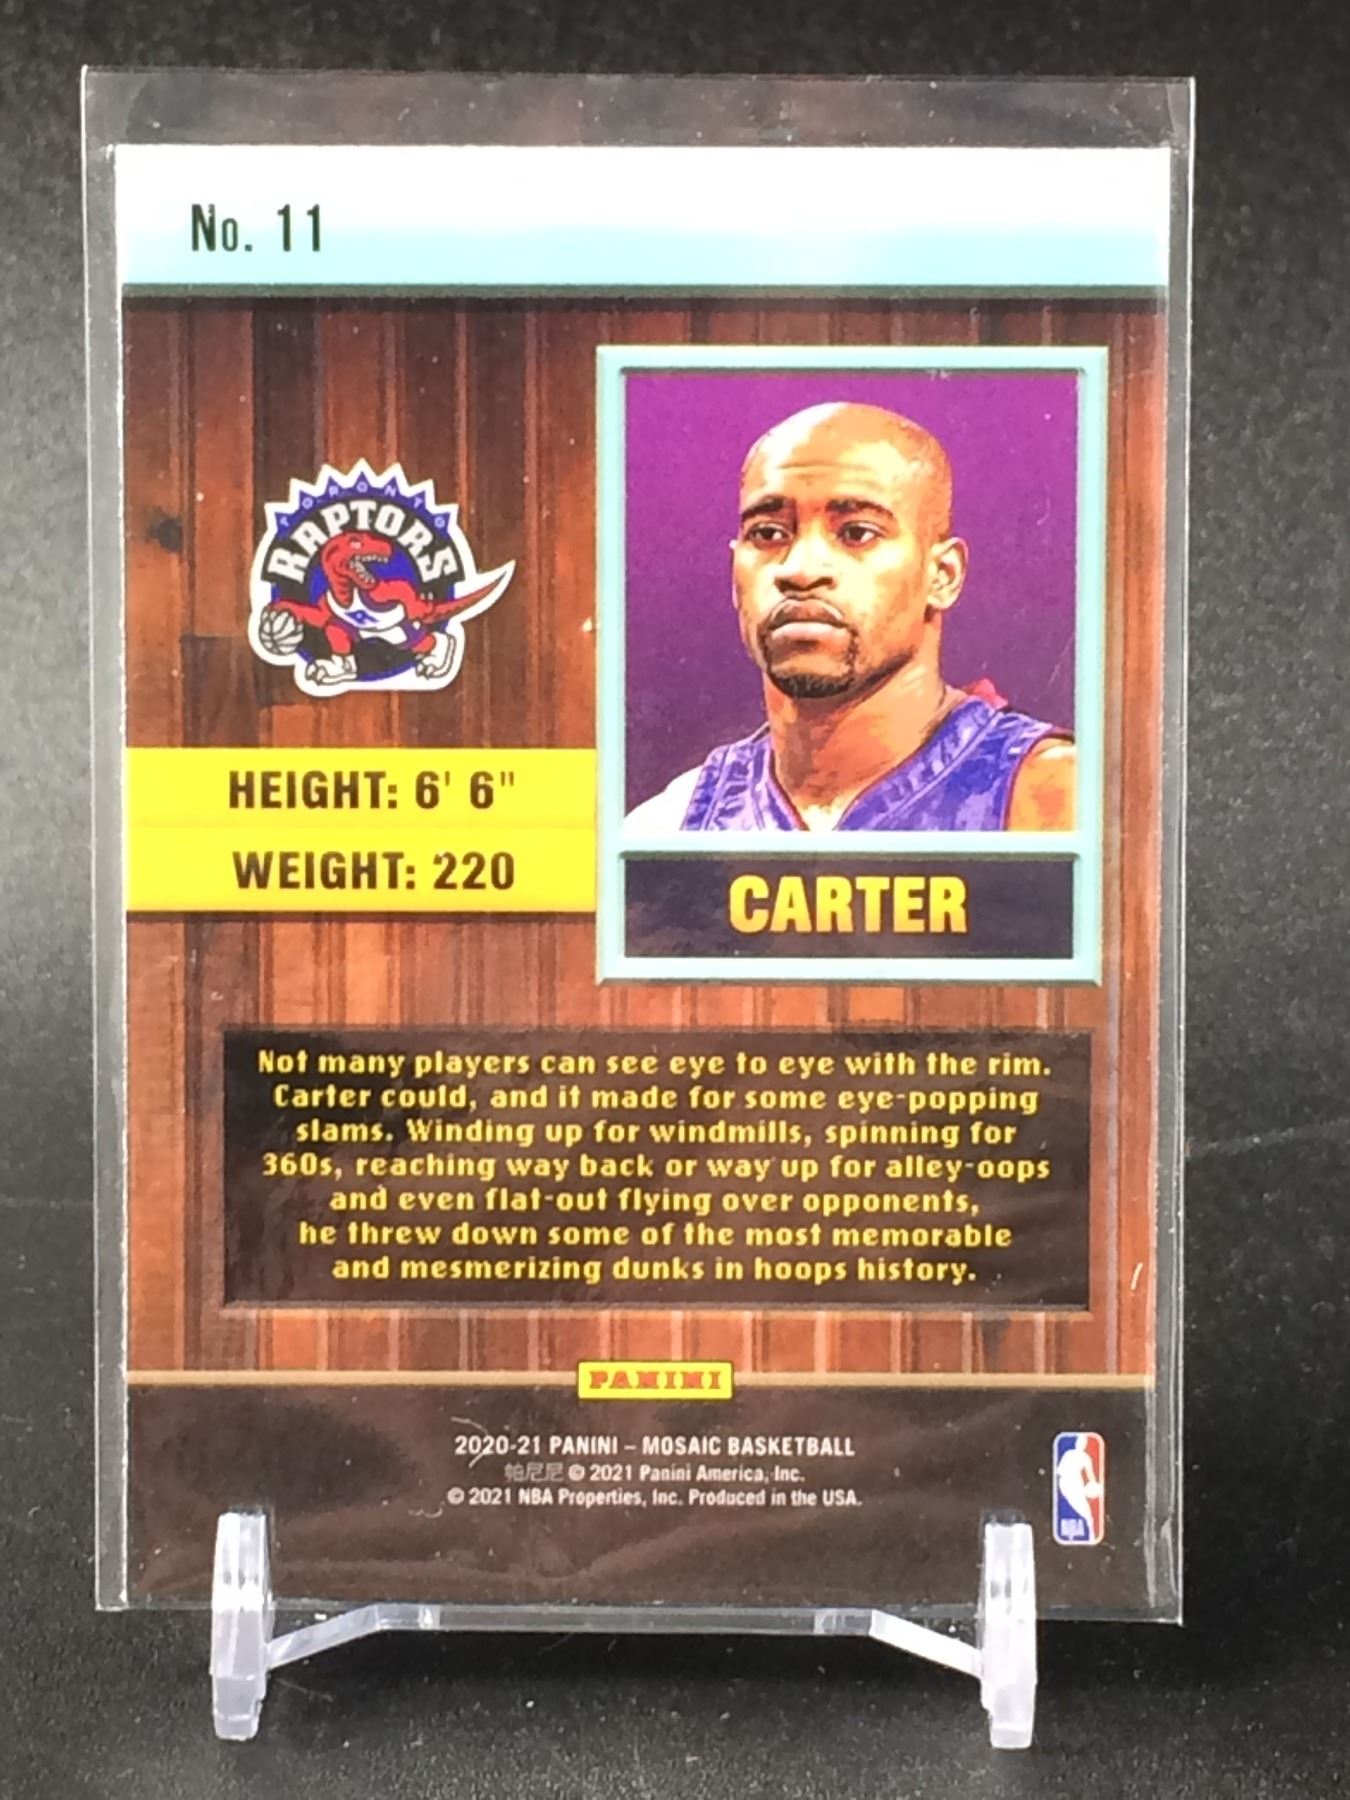 No. 11
TORONTO
RAPTORS
HEIGHT: 6' 6"
WEIGHT: 220
CARTER
Not many players can see eye to eye with the rim.
Carter could, and it made for some eye-popping
slams. Winding up for windmills, spinning for
360s, reaching way back or way up for alley-oops
and even flat-out flying over opponents,
he threw down some of the most memorable
and mesmerizing dunks in hoops history.
PANINI
2020-21 PANINI – MOSAIC BASKETBALL
帕尼尼 © 2021 Panini America, Inc.
© 2021 NBA Properties, Inc. Produced in the USA.
NBA